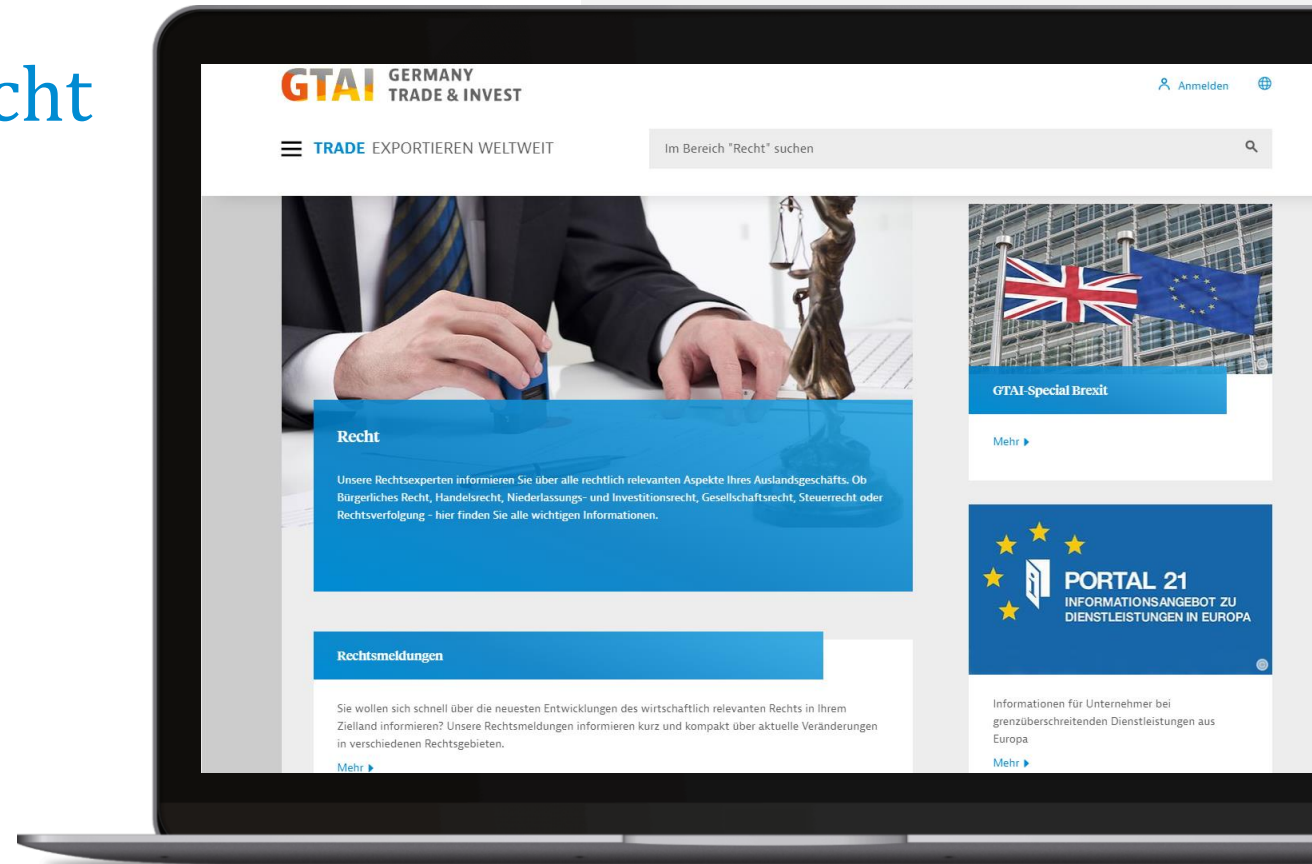 cht
GTAI GERMANY
TRADE & INVEST
Anmelden
TRADE EXPORTIEREN WELTWEIT
Im Bereich "Recht" suchen
Recht
Unsere Rechtsexperten informieren Sie über alle rechtlich relevanten Aspekte Ihres Auslandsgeschäfts. Ob
Bürgerliches Recht, Handelsrecht, Niederlassungs- und Investitionsrecht, Gesellschaftsrecht, Steuerrecht oder
Rechtsverfolgung - hier finden Sie alle wichtigen Informationen.
Rechtsmeldungen
Sie wollen sich schnell über die neuesten Entwicklungen des wirtschaftlich relevanten Rechts in Ihrem
Zielland informieren? Unsere Rechtsmeldungen informieren kurz und kompakt über aktuelle Veränderungen
in verschiedenen Rechtsgebieten.
Mehr
GTAI-Special Brexit
Mehr
PORTAL 21
INFORMATIONSANGEBOT ZU
DIENSTLEISTUNGEN IN EUROPA
Informationen für Unternehmer bei
grenzüberschreitenden Dienstleistungen aus
Europa
Mehr